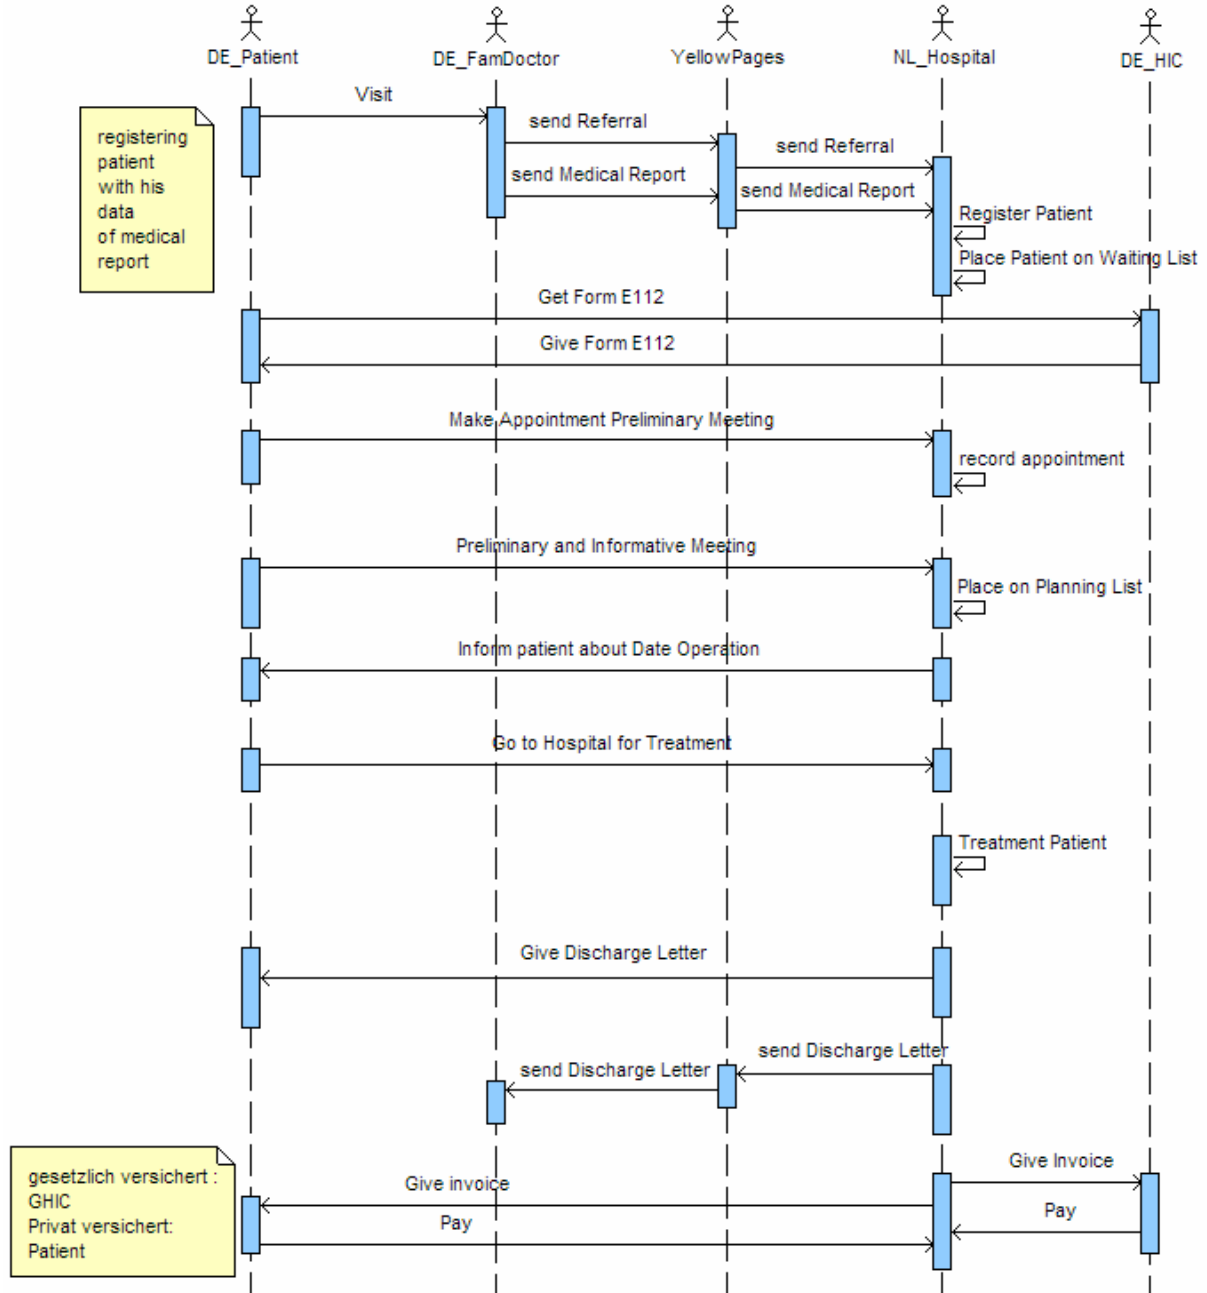 DE_Patient
DE_FamDoctor
YellowPages
NL_Hospital
DE_HIC
registering
patient
with his
data
of medical
report
Visit
send Referral
send Referral
send Medical Report
send Medical Report
Register Patient
Place Patient on Waiting List
Get Form E112
Give Form E112
Make Appointment Preliminary Meeting
record appointment
Preliminary and Informative Meeting
Place on Planning List
Inform patient about Date Operation
Go to Hospital for Treatment
Treatment Patient
Give Discharge Letter
send Discharge Letter
send Discharge Letter
gesetzlich versichert :
GHIC
Privat versichert:
Patient
Give Invoice
Give invoice
Pay
Pay